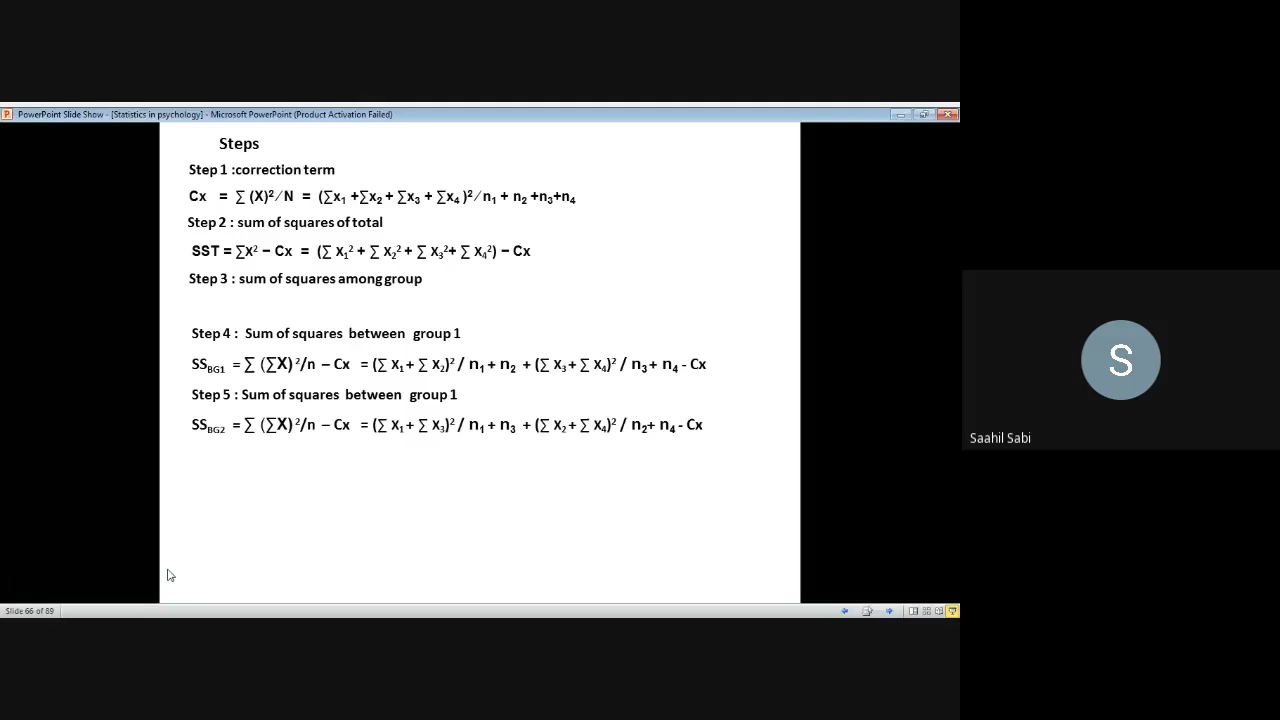 PowerPoint Slide Show - [Statistics in psychology] - Microsoft PowerPoint (Product Activation Failed)
Steps
Step 1 :correction term
Cx = ∑ (X)² ⁄ N = (∑x₁ +∑x₂ + ∑x₃ + ∑x₄ )² ⁄ n₁ + n₂ +n₃+n₄
Step 2 : sum of squares of total
SST = ∑X² − Cx = (∑ X₁² + ∑ X₂² + ∑ X₃²+ ∑ X₄²) − Cx
Step 3 : sum of squares among group
Step 4 : Sum of squares between group 1
SS_BG1 = ∑ (∑X) ²/n – Cx = (∑ X₁ + ∑ X₂)² / n₁ + n₂ + (∑ X₃ + ∑ X₄)² / n₃ + n₄ - Cx
Step 5 : Sum of squares between group 1
SS_BG2 = ∑ (∑X) ²/n – Cx = (∑ X₁ + ∑ X₃)² / n₁ + n₃ + (∑ X₂ + ∑ X₄)² / n₂+ n₄ - Cx
Slide 66 of 89
S
Saahil Sabi